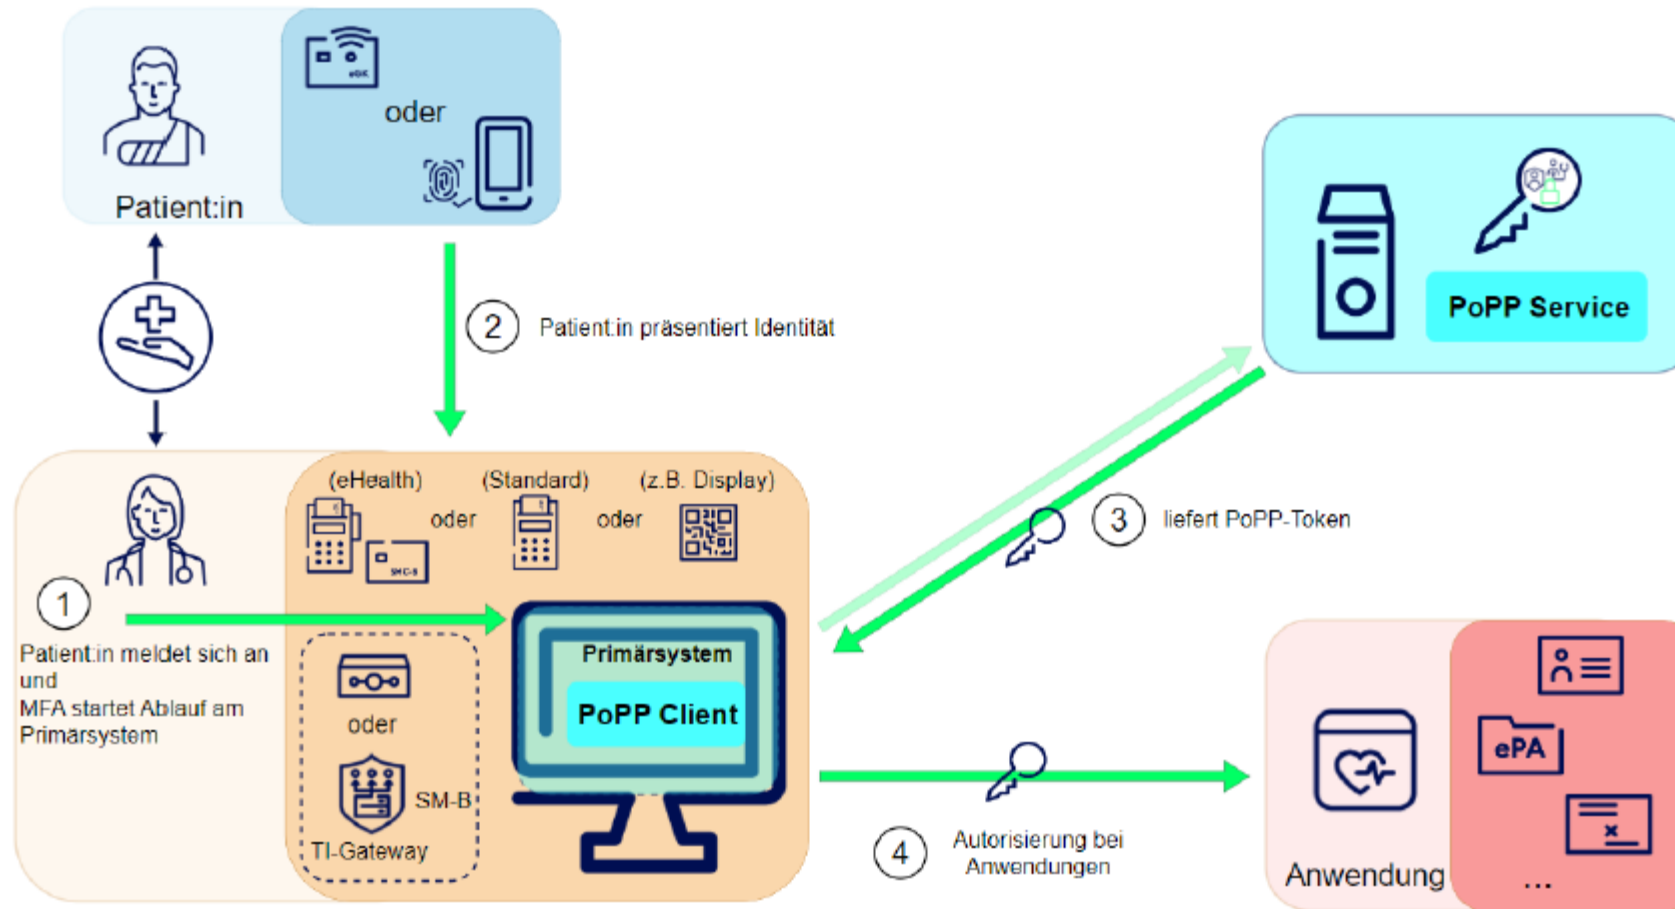 eGK
oder
Patient:in
2
Patient:in präsentiert Identität
PoPP Service
(eHealth)
(Standard)
(z.B. Display)
oder
oder
SMC-B
3
liefert PoPP-Token
1
Patient:in meldet sich an
und
MFA startet Ablauf am
Primärsystem
Primärsystem
PoPP Client
oder
SM-B
TI-Gateway
4
Autorisierung bei
Anwendungen
ePA
Anwendung
...